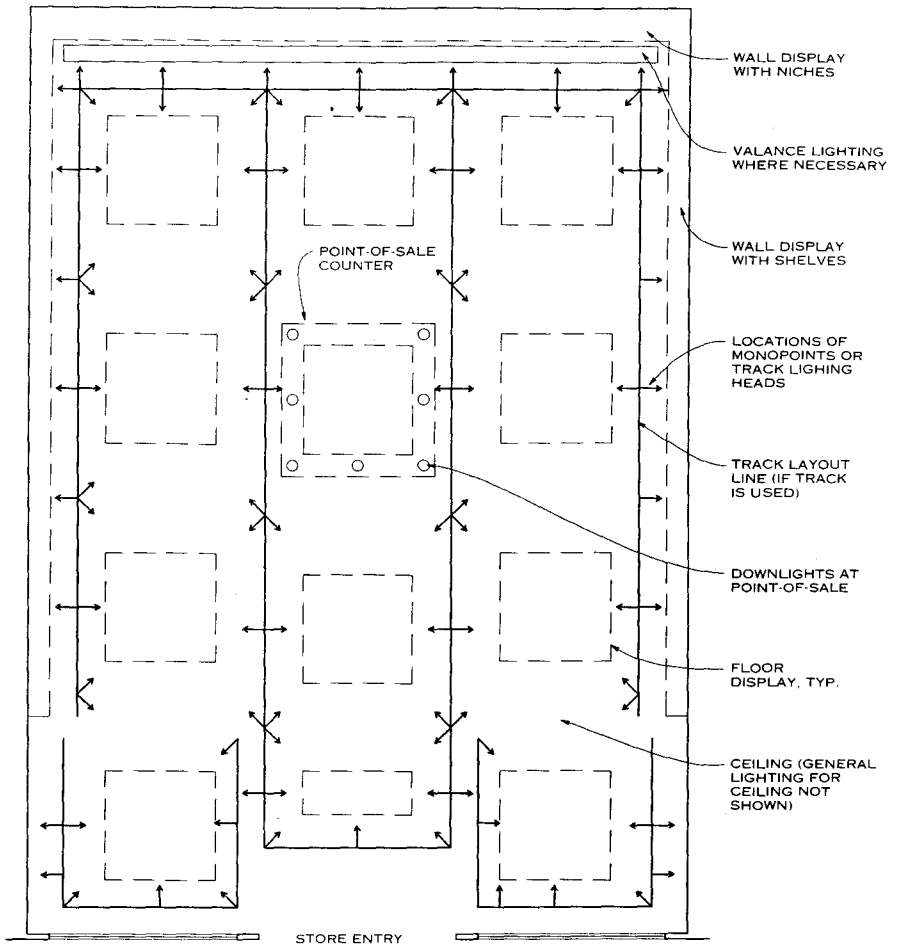 WALL DISPLAY
WITH NICHES
VALANCE LIGHTING
WHERE NECESSARY
POINT-OF-SALE
COUNTER
WALL DISPLAY
WITH SHELVES
LOCATIONS OF
MONOPOINTS OR
TRACK LIGHING
HEADS
TRACK LAYOUT
LINE (IF TRACK
IS USED)
DOWNLIGHTS AT
POINT-OF-SALE
FLOOR
DISPLAY, TYP.
CEILING (GENERAL
LIGHTING FOR
CEILING NOT
SHOWN)
STORE ENTRY